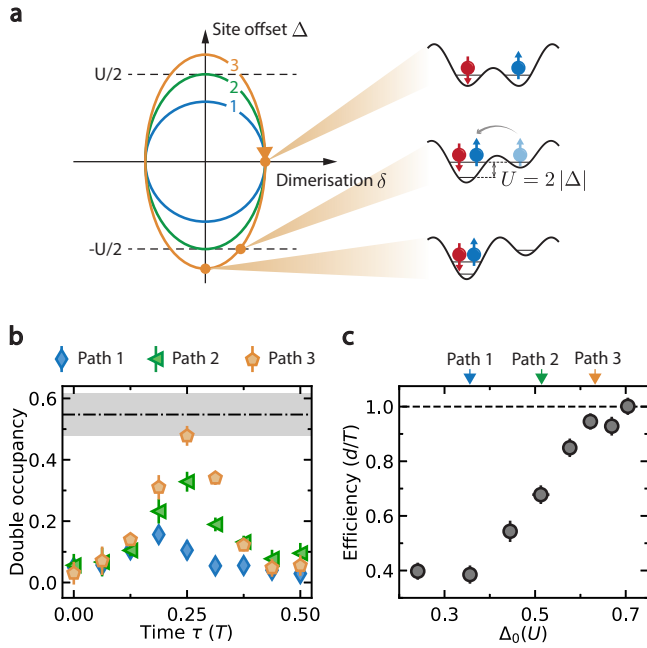 a
Site offset Δ
U/2
3
2
1
Dimerisation δ
U = 2 |Δ|
-U/2
b
Path 1
Path 2
Path 3
0.6
0.4
0.2
0.0
Double occupancy
0.00
0.25
0.50
Time τ (T)
c
Path 1
Path 2
Path 3
1.0
0.8
0.6
0.4
Efficiency (d/T)
0.3
0.5
0.7
Δ₀(U)